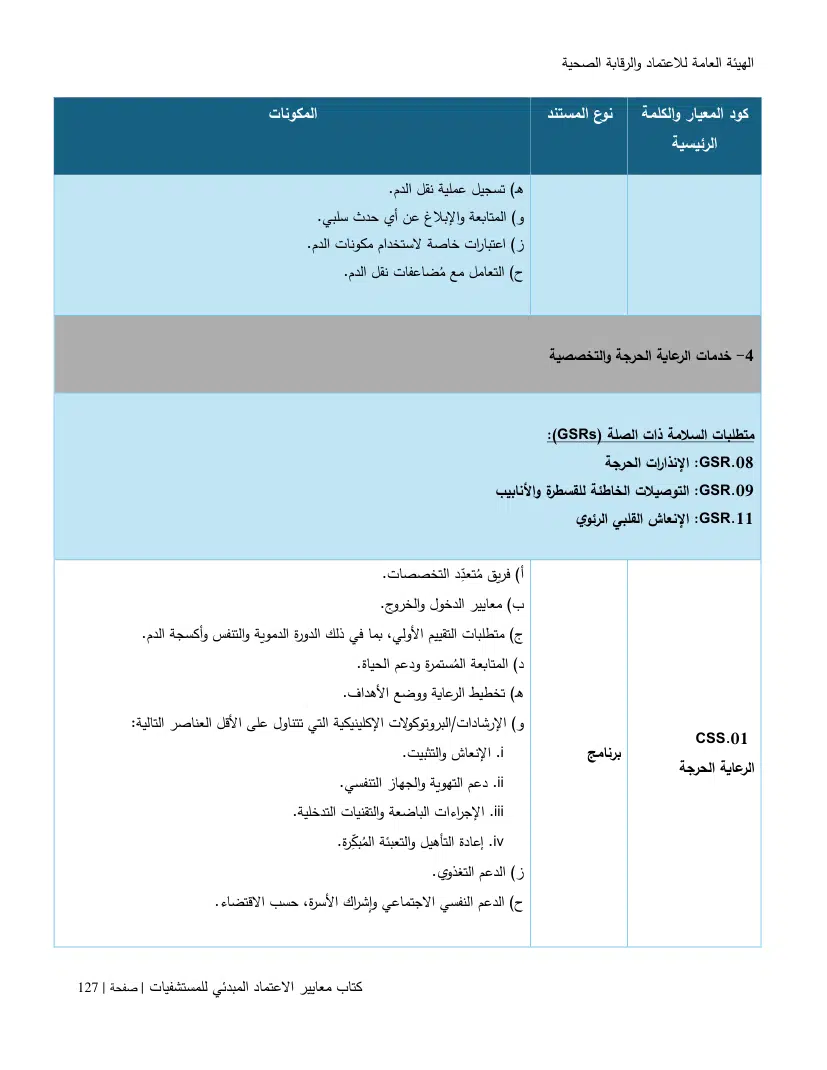 الهيئة العامة للاعتماد والرقابة الصحية
كود المعيار والكلمة الرئيسية
نوع المستند
المكونات
ه) تسجيل عملية نقل الدم.
و) المتابعة والإبلاغ عن أي حدث سلبي.
ز) اعتبارات خاصة لاستخدام مكونات الدم.
ح) التعامل مع مُضاعفات نقل الدم.
4- خدمات الرعاية الحرجة والتخصصية
متطلبات السلامة ذات الصلة (GSRs):
GSR.08: الإنذارات الحرجة
GSR.09: التوصيلات الخاطئة للقسطرة والأنابيب
GSR.11: الإنعاش القلبي الرئوي
CSS.01
الرعاية الحرجة
برنامج
أ) فريق مُتعدِّد التخصصات.
ب) معايير الدخول والخروج.
ج) متطلبات التقييم الأولي، بما في ذلك الدورة الدموية والتنفس وأكسجة الدم.
د) المتابعة المُستمرة ودعم الحياة.
ه) تخطيط الرعاية ووضع الأهداف.
و) الإرشادات/البروتوكولات الإكلينيكية التي تتناول على الأقل العناصر التالية:
i. الإنعاش والتثبيت.
ii. دعم التهوية والجهاز التنفسي.
iii. الإجراءات الباضعة والتقنيات التدخلية.
iv. إعادة التأهيل والتعبئة المُبكِّرة.
ز) الدعم التغذوي.
ح) الدعم النفسي الاجتماعي وإشراك الأسرة، حسب الاقتضاء.
كتاب معايير الاعتماد المبدئي للمستشفيات | صفحة | 127